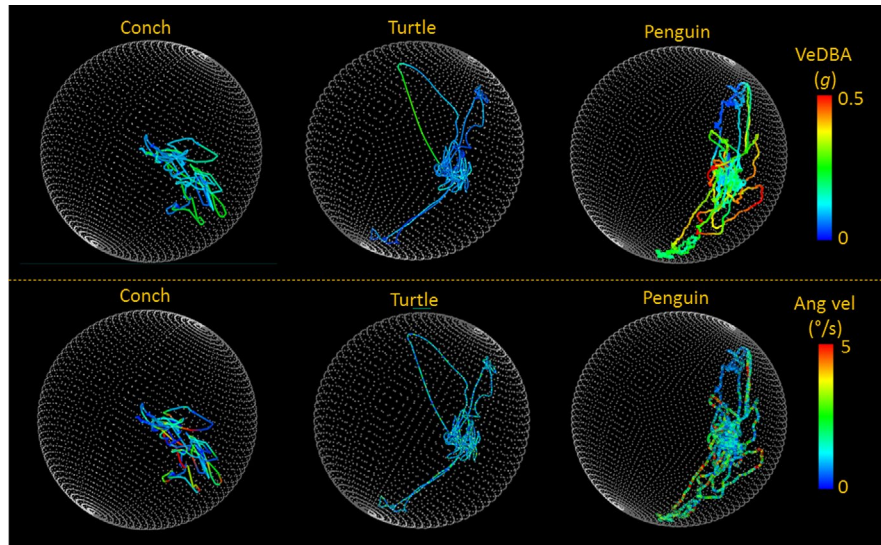 Conch
Turtle
Penguin
VeDBA
(g)
0.5
0
Conch
Turtle
Penguin
Ang vel
(°/s)
5
0